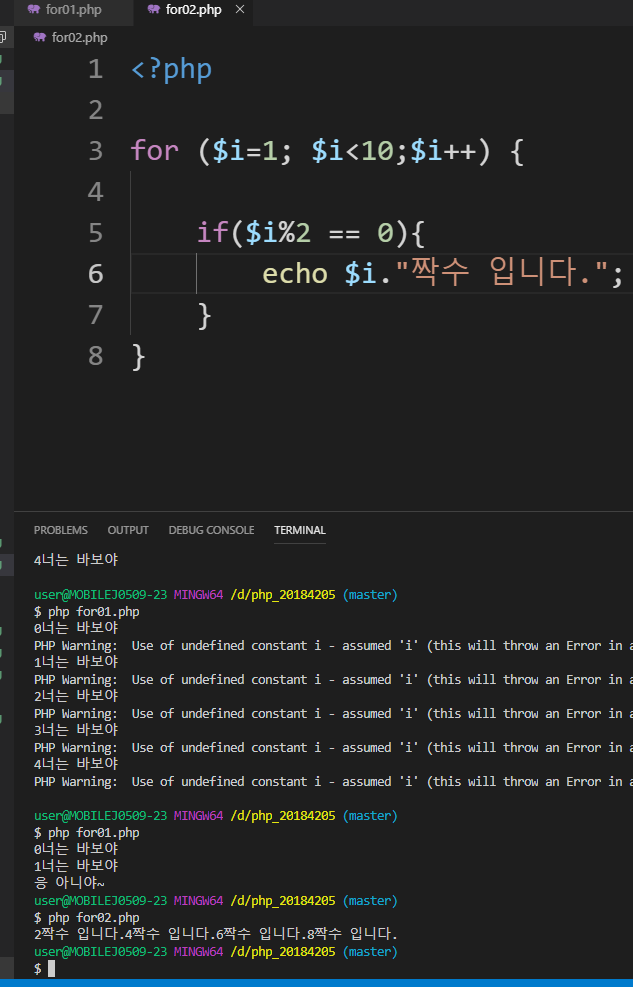 for01.php for02.php
for02.php
1 <?php
2
3 for ($i=1; $i<10;$i++) {
4
5 if($i%2 == 0){
6 echo $i."짝수 입니다.";
7 }
8 }
PROBLEMS OUTPUT DEBUG CONSOLE TERMINAL
4너는 바보야
user@MOBILEJ0509-23 MINGW64 /d/php_20184205 (master)
$ php for01.php
0너는 바보야
PHP Warning:  Use of undefined constant i - assumed 'i' (this will throw an Error in a
1너는 바보야
PHP Warning:  Use of undefined constant i - assumed 'i' (this will throw an Error in a
2너는 바보야
PHP Warning:  Use of undefined constant i - assumed 'i' (this will throw an Error in a
3너는 바보야
PHP Warning:  Use of undefined constant i - assumed 'i' (this will throw an Error in a
4너는 바보야
PHP Warning:  Use of undefined constant i - assumed 'i' (this will throw an Error in a
user@MOBILEJ0509-23 MINGW64 /d/php_20184205 (master)
$ php for01.php
0너는 바보야
1너는 바보야
응 아니야~
user@MOBILEJ0509-23 MINGW64 /d/php_20184205 (master)
$ php for02.php
2짝수 입니다.4짝수 입니다.6짝수 입니다.8짝수 입니다.
user@MOBILEJ0509-23 MINGW64 /d/php_20184205 (master)
$